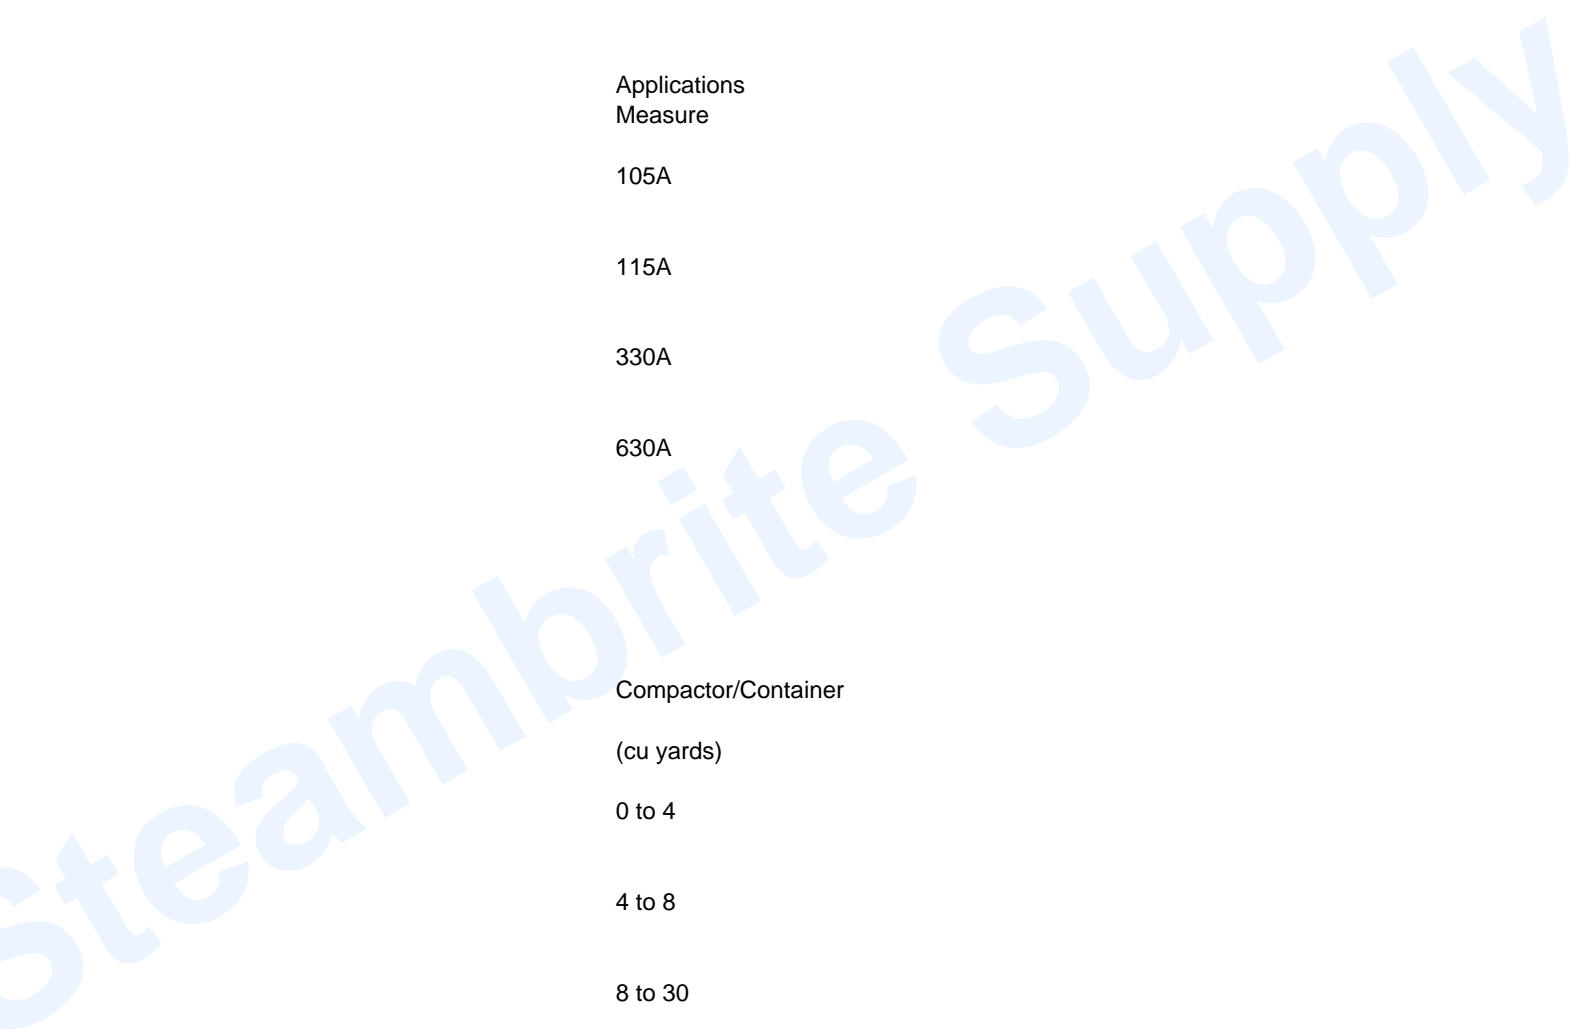 Applications
Measure
105A
115A
330A
630A
Compactor/Container
(cu yards)
0 to 4
4 to 8
8 to 30
Steambrite Supply